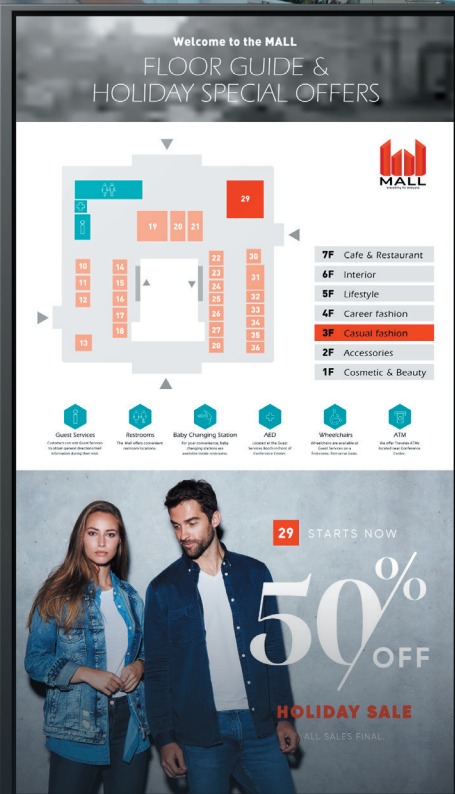 Welcome to the MALL
FLOOR GUIDE &
HOLIDAY SPECIAL OFFERS
MALL
29
19 20 21
22
30
10
14
23
31
11
15
24
12
16
25
32
17
26
33
18
27
34
13
28
35
36
7F Cafe & Restaurant
6F Interior
5F Lifestyle
4F Career fashion
3F Casual fashion
2F Accessories
1F Cosmetic & Beauty
Guest Services
Restrooms
Baby Changing Station
AED
Wheelchairs
ATM
29 STARTS NOW
50%
OFF
HOLIDAY SALE
ALL SALES FINAL.